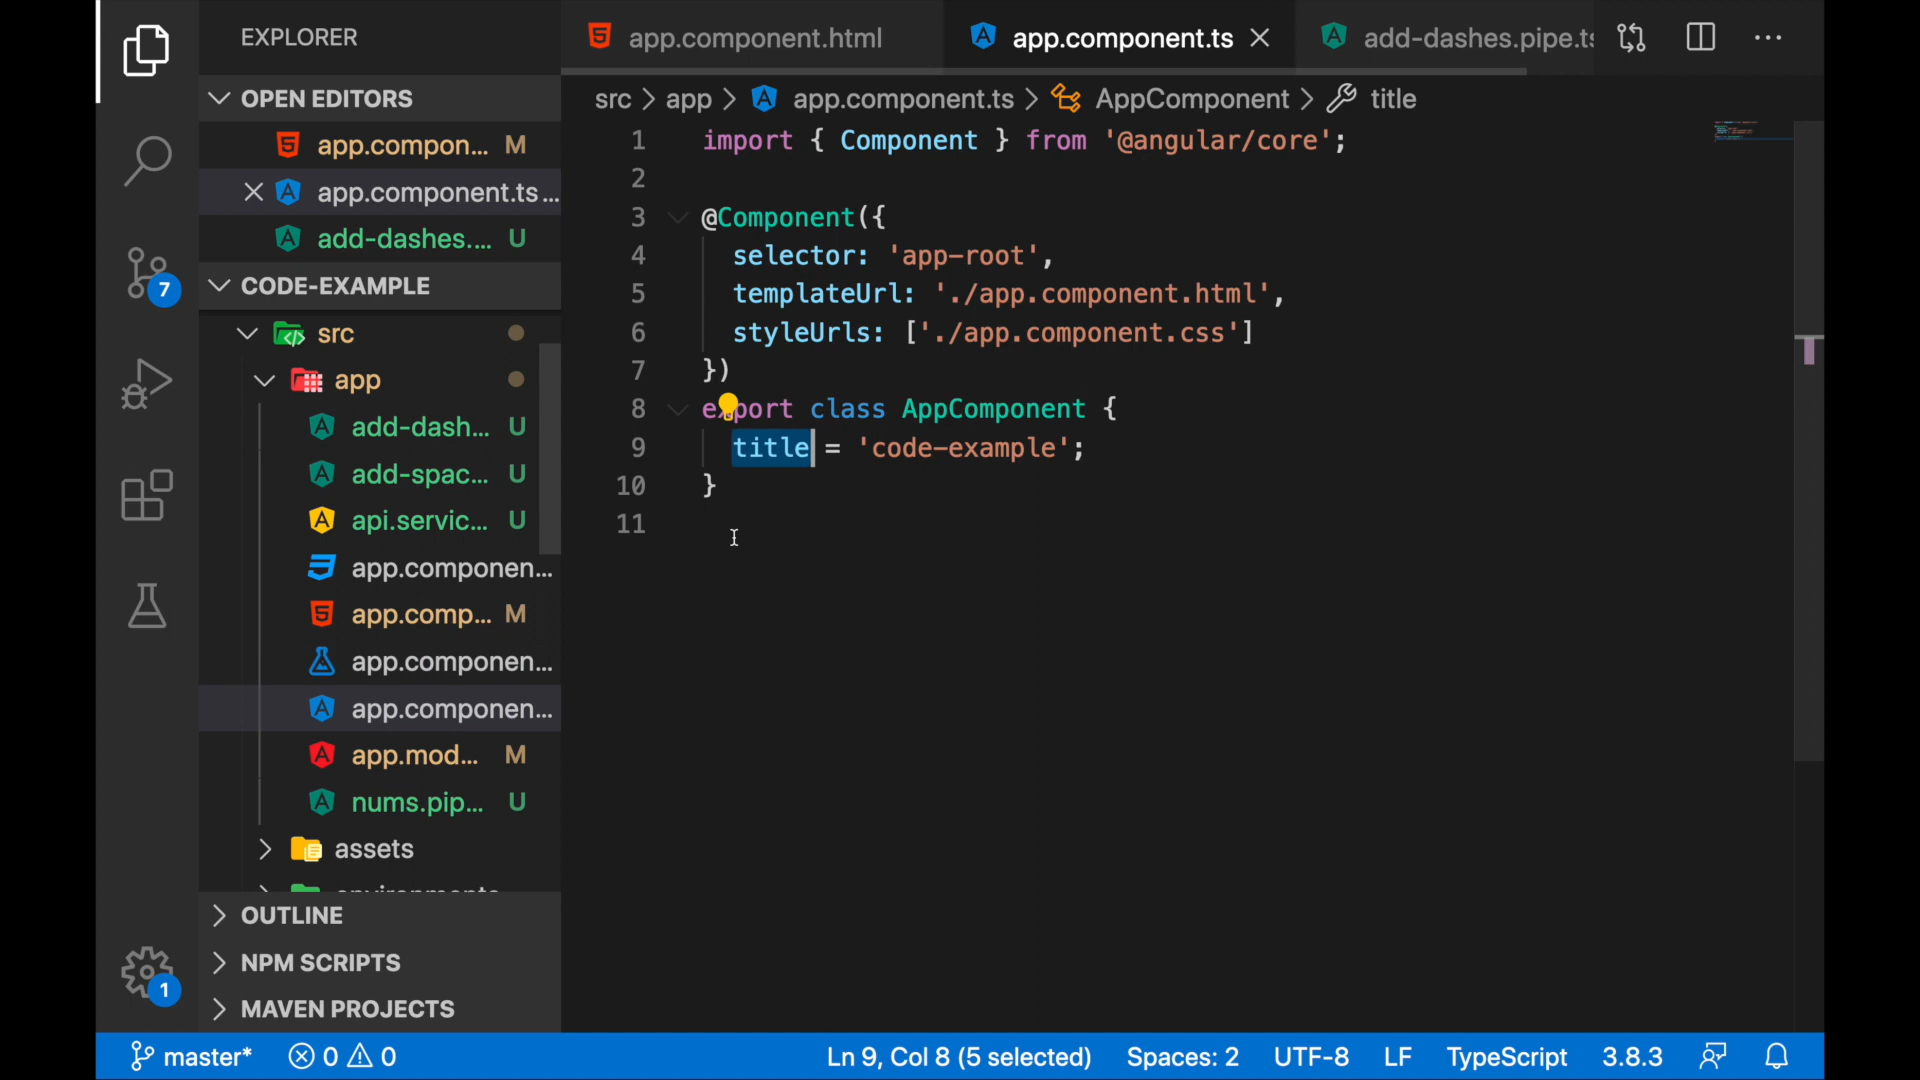 EXPLORER
OPEN EDITORS
app.compon... M
app.component.ts ...
add-dashes.... U
CODE-EXAMPLE
src
app
add-dash... U
add-spac... U
api.servic... U
app.componen...
app.comp... M
app.componen...
app.componen...
app.mod... M
nums.pip... U
assets
environments
OUTLINE
NPM SCRIPTS
MAVEN PROJECTS
7
1
app.component.html
app.component.ts
add-dashes.pipe.ts
src > app > app.component.ts > AppComponent > title
1 import { Component } from '@angular/core';
2
3 @Component({
4 selector: 'app-root',
5 templateUrl: './app.component.html',
6 styleUrls: ['./app.component.css']
7 })
8 export class AppComponent {
9 title = 'code-example';
10 }
11
master* 0 0 Ln 9, Col 8 (5 selected) Spaces: 2 UTF-8 LF TypeScript 3.8.3